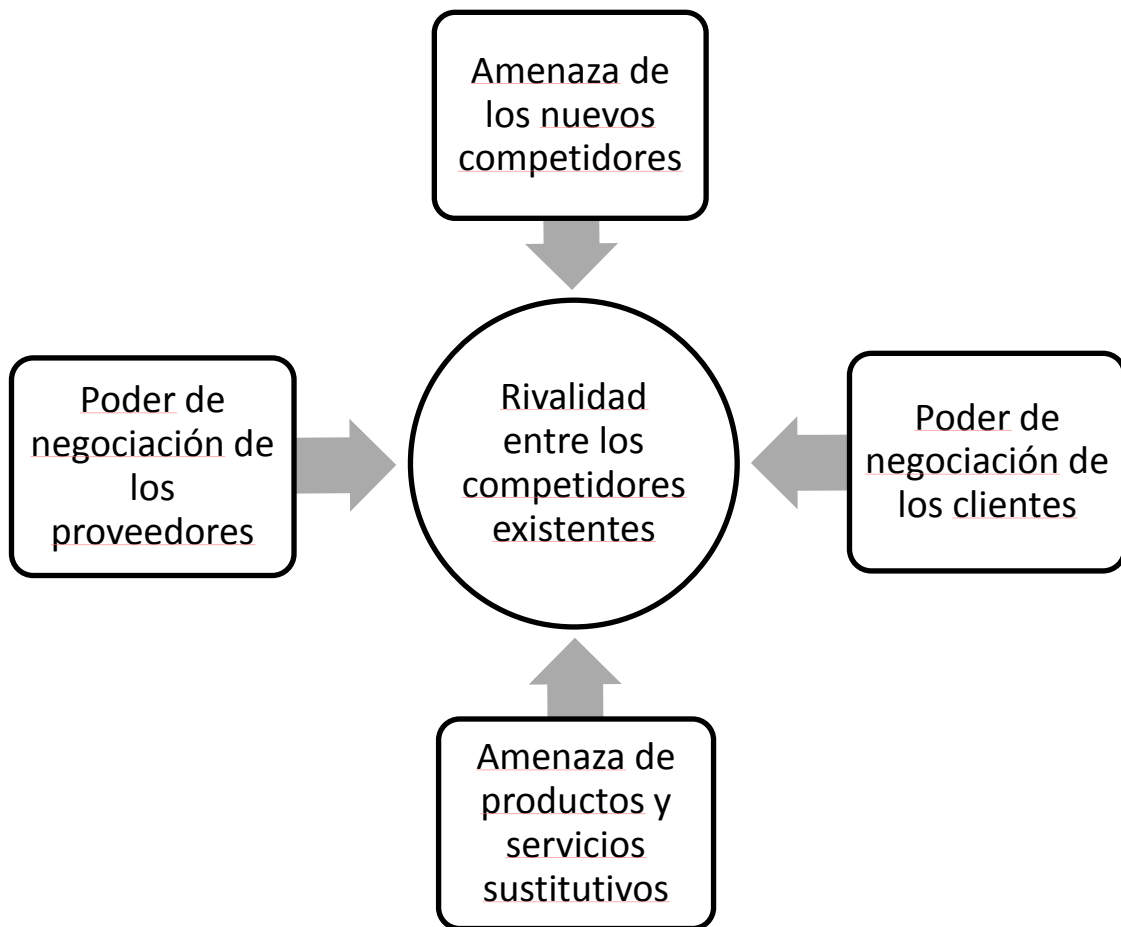 Amenaza de
los nuevos
competidores
Poder de
negociación de
los
proveedores
Rivalidad
entre los
competidores
existentes
Poder de
negociación de
los clientes
Amenaza de
productos y
servicios
sustitutivos